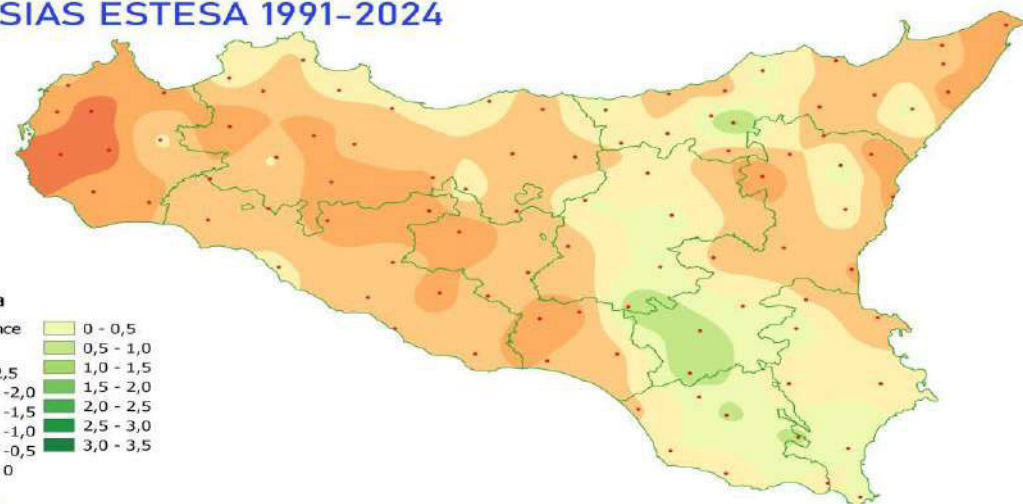 SIAS ESTESA 1991-2024
a
nce
0 - 0,5
0,5 - 1,0
,5 1,0 - 1,5
-2,0 1,5 - 2,0
-1,5 2,0 - 2,5
-1,0 2,5 - 3,0
-0,5 3,0 - 3,5
0